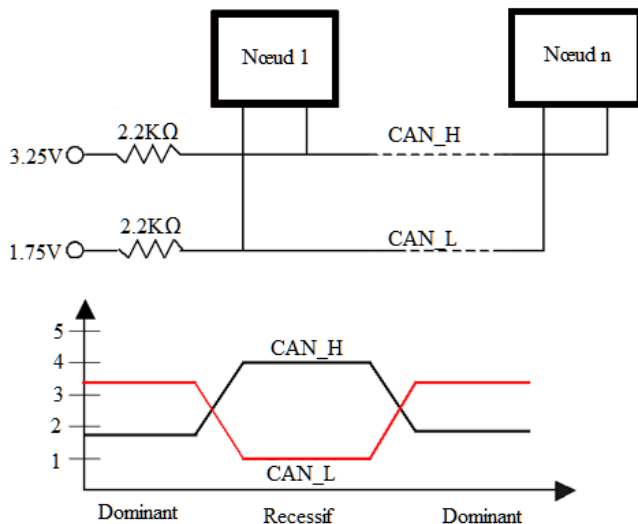 Nœud 1
Nœud n
2.2KΩ
3.25V
CAN_H
2.2KΩ
1.75V
CAN_L
5
4
3
2
1
CAN_H
CAN_L
Dominant
Recessif
Dominant